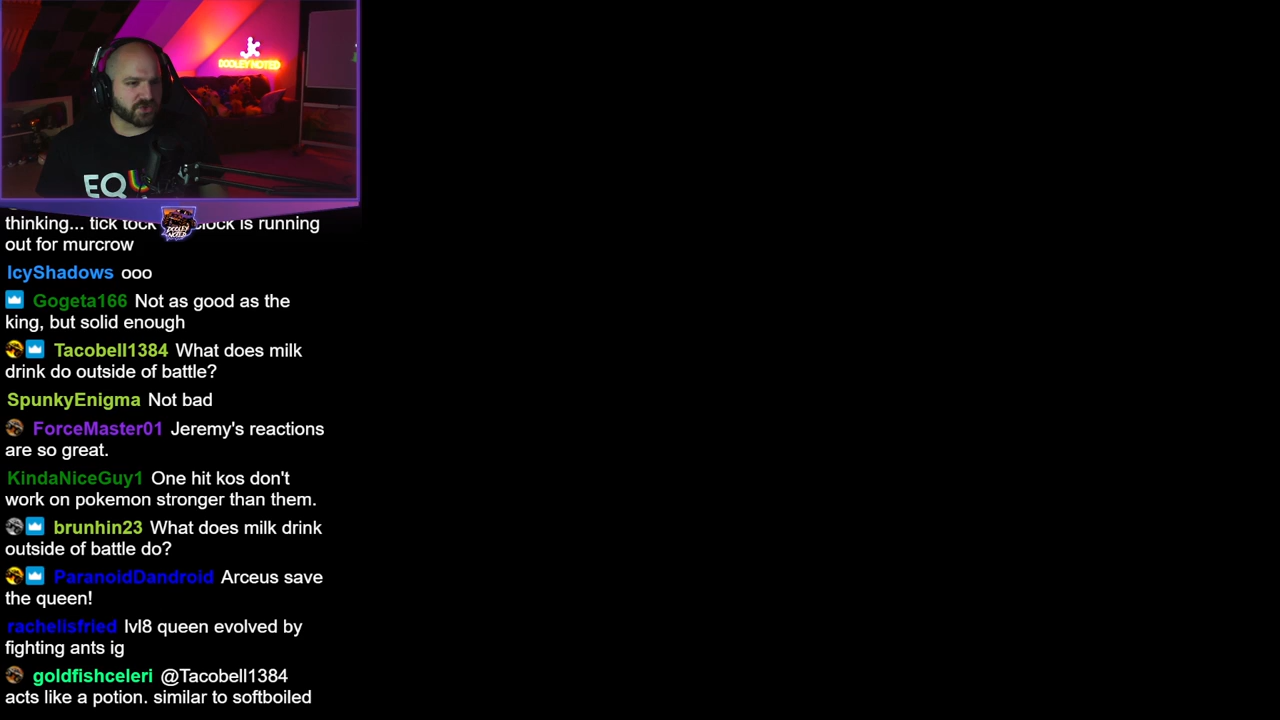 jc
DOOLEY NOTED
EQU
DOOLEY
NOTED
thinking... tick tock clock is running
out for murcrow
IcyShadows ooo
Gogeta166 Not as good as the
king, but solid enough
Tacobell1384 What does milk
drink do outside of battle?
SpunkyEnigma Not bad
ForceMaster01 Jeremy's reactions
are so great.
KindaNiceGuy1 One hit kos don't
work on pokemon stronger than them.
brunhin23 What does milk drink
outside of battle do?
ParanoidDandroid Arceus save
the queen!
rachelisfried lvl8 queen evolved by
fighting ants ig
goldfishceleri @Tacobell1384
acts like a potion. similar to softboiled